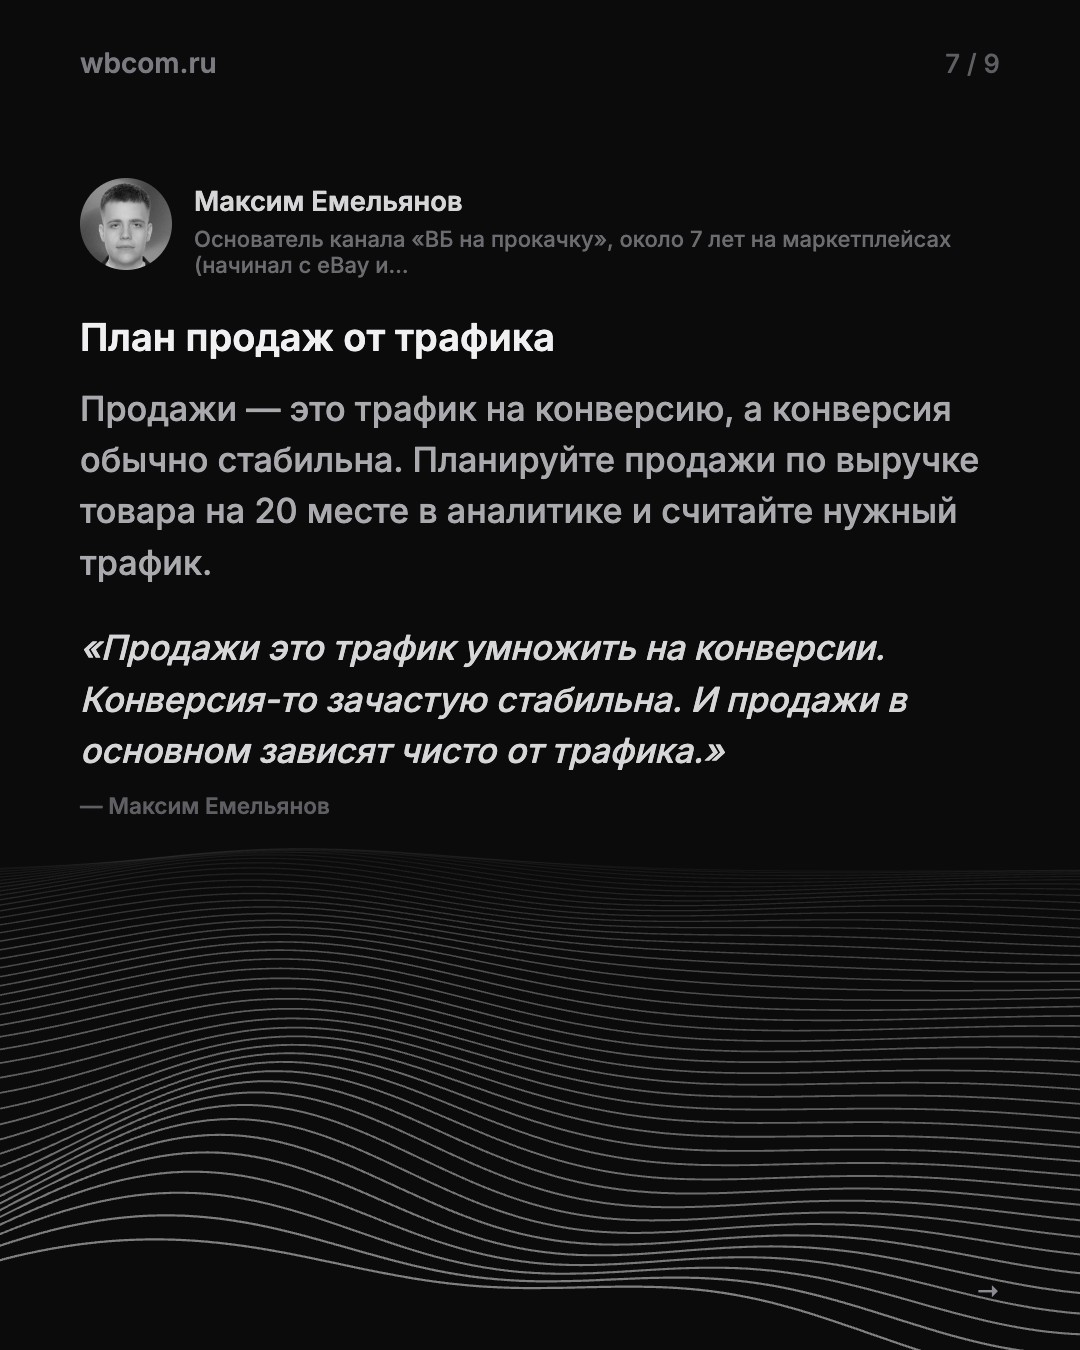 wbcom.ru
7 / 9
Максим Емельянов
Основатель канала «ВБ на прокачку», около 7 лет на маркетплейсах
(начинал с eBay и...
План продаж от трафика
Продажи — это трафик на конверсию, а конверсия
обычно стабильна. Планируйте продажи по выручке
товара на 20 месте в аналитике и считайте нужный
трафик.
«Продажи это трафик умножить на конверсии.
Конверсия-то зачастую стабильна. И продажи в
основном зависят чисто от трафика.»
— Максим Емельянов
→